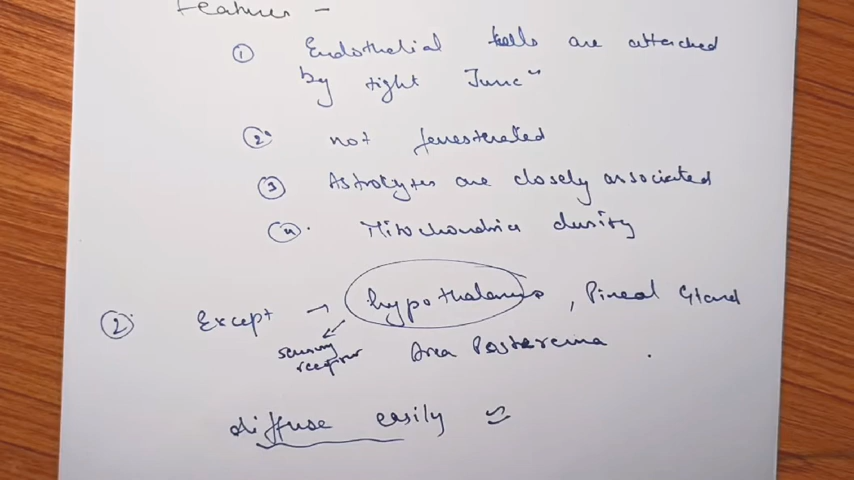 Features -
① Endothelial cells are attached
by tight Junc~
② not fenestrated
③ Astrocytes are closely associated
④ Mitochondria density
② Except → hypothalamus, Pineal Gland
sensory
receptor
Area Posterema
diffuse easily